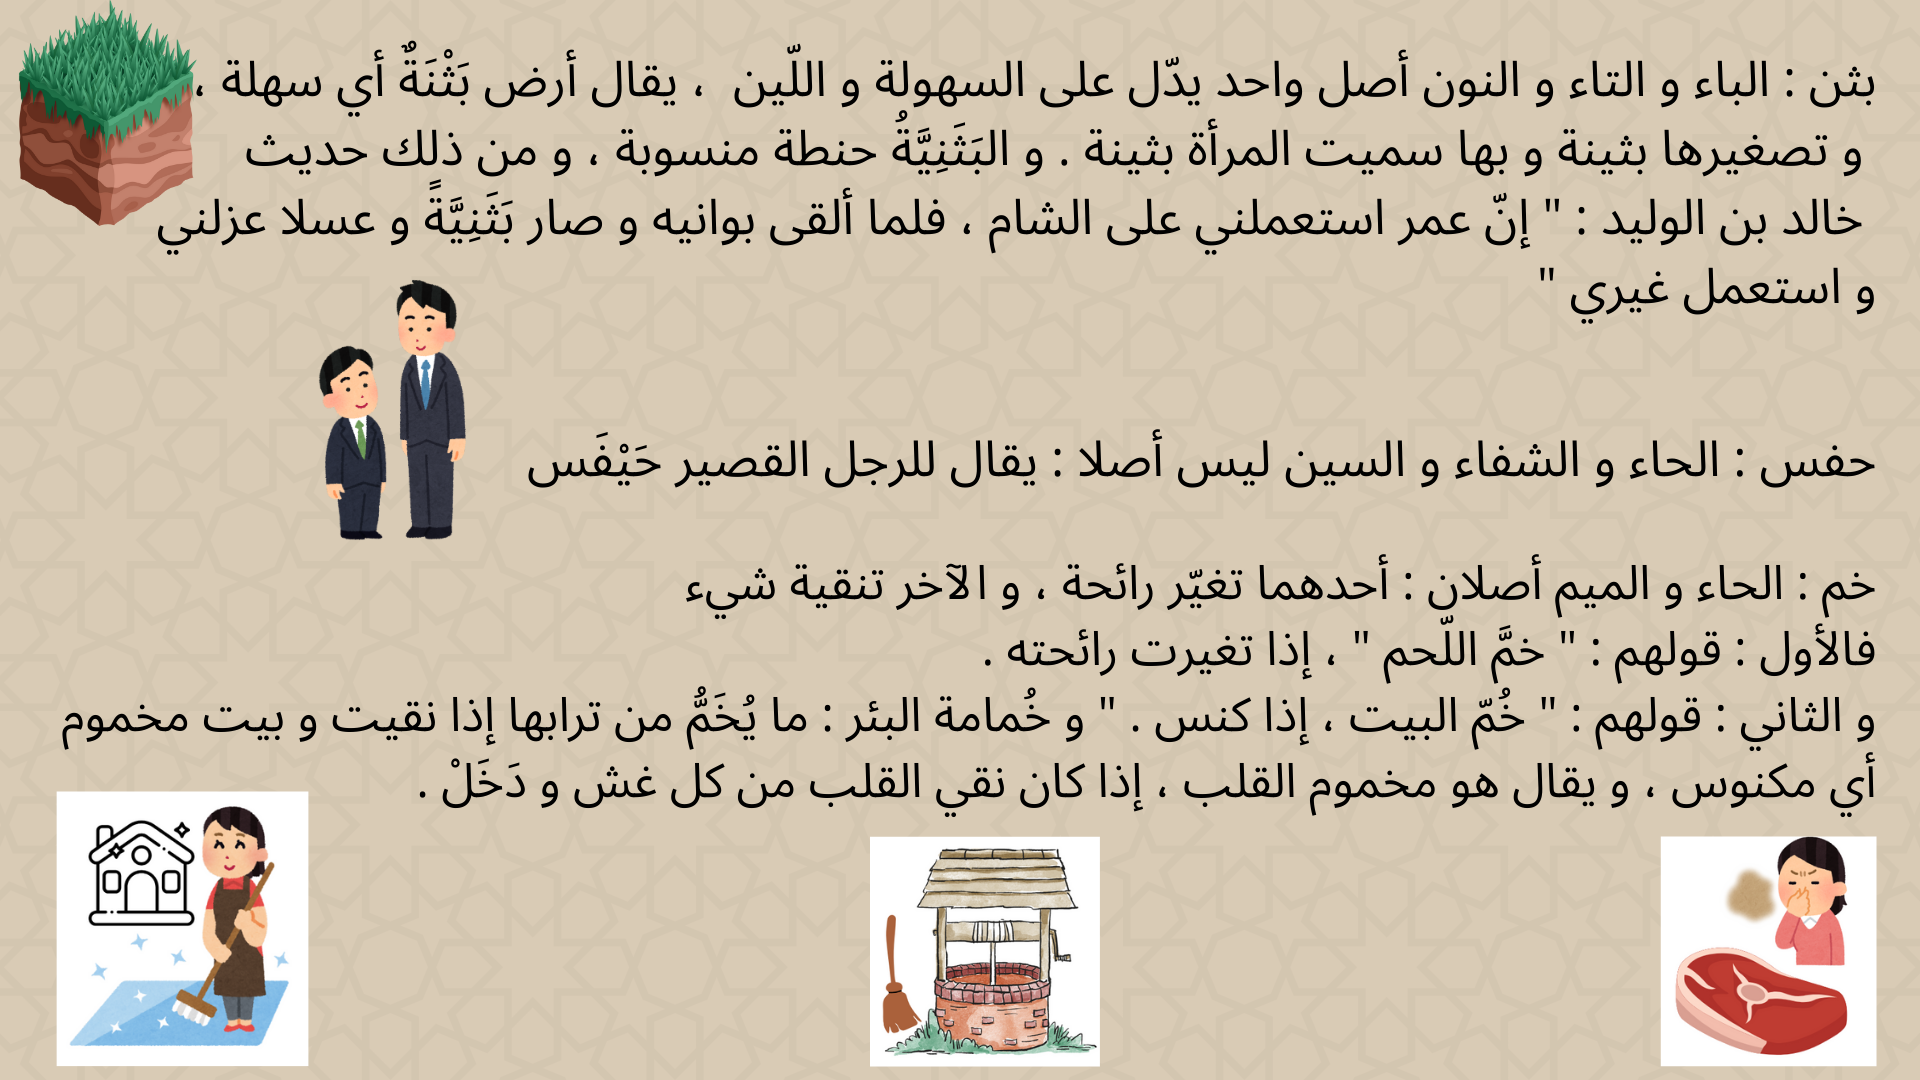 بثن : الباء و التاء و النون أصل واحد يدّل على السهولة و اللّين ، يقال أرض بَثْنَةٌ أي سهلة ،
و تصغيرها بثينة و بها سميت المرأة بثينة . و البَثَنِيَّةُ حنطة منسوبة ، و من ذلك حديث
خالد بن الوليد : " إنّ عمر استعملني على الشام ، فلما ألقى بوانيه و صار بَثَنِيَّةً و عسلا عزلني
و استعمل غيري "
حفس : الحاء و الشفاء و السين ليس أصلا : يقال للرجل القصير حَيْفَس
خم : الحاء و الميم أصلان : أحدهما تغيّر رائحة ، و الآخر تنقية شيء
فالأول : قولهم : " خمَّ اللّحم " ، إذا تغيرت رائحته .
و الثاني : قولهم : " خُمّ البيت ، إذا كنس . " و خُمامة البئر : ما يُخَمُّ من ترابها إذا نقيت و بيت مخموم
أي مكنوس ، و يقال هو مخموم القلب ، إذا كان نقي القلب من كل غش و دَخَلْ .